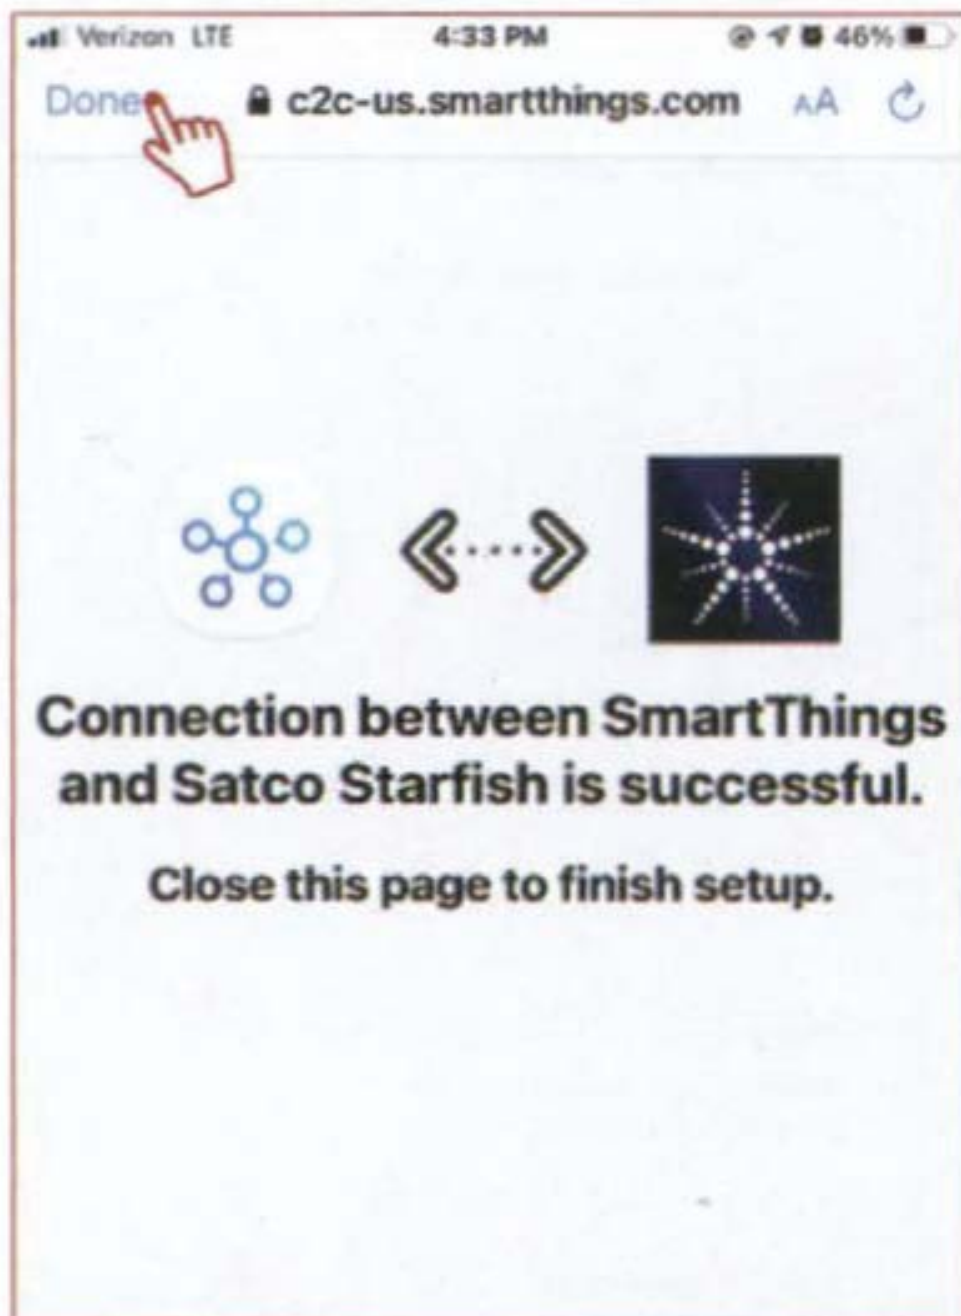 Verizon LTE 4:33 PM 46%
Done c2c-us.smartthings.com AA
Connection between SmartThings
and Satco Starfish is successful.
Close this page to finish setup.